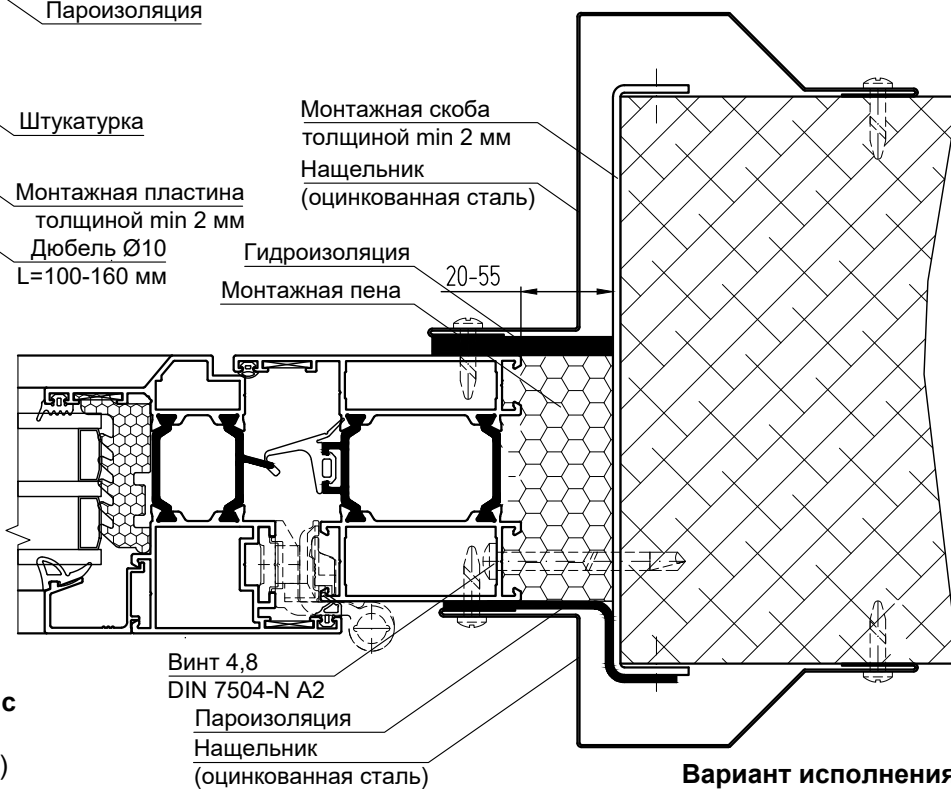 Пароизоляция
Штукатурка
Монтажная пластина
толщиной min 2 мм
Дюбель Ø10
L=100-160 мм
Монтажная скоба
толщиной min 2 мм
Нащельник
(оцинкованная сталь)
Гидроизоляция
Монтажная пена
20-55
Винт 4,8
DIN 7504-N A2
Пароизоляция
Нащельник
(оцинкованная сталь)
с
)
Вариант исполнения